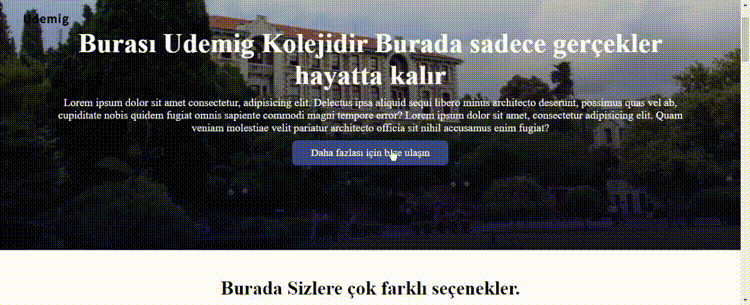 Udemig
Burası Udemig Kolejidir Burada sadece gerçekler
hayatta kalır
Lorem ipsum dolor sit amet consectetur, adipisicing elit. Delectus ipsa aliquid sequi libero minus architecto deserunt, possimus quas vel ab,
cupiditate nobis quidem fugiat omnis sapiente commodi magni tempore error? Lorem ipsum dolor sit amet, consectetur adipisicing elit. Quam
veniam molestiae velit pariatur architecto officia sit nihil accusamus enim fugiat?
Daha fazlası için bize ulaşın
Burada Sizlere çok farklı seçenekler.